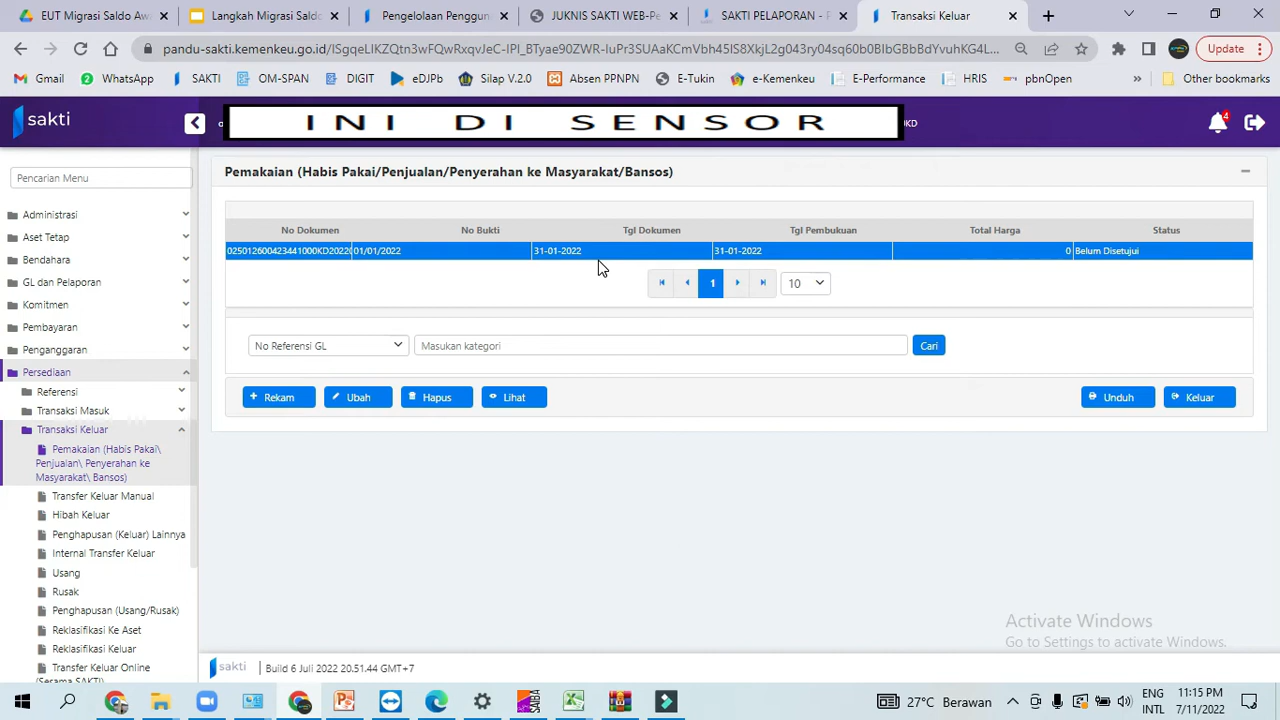 EUT Migrasi Saldo Awa
Langkah Migrasi Saldo
Pengelolaan Penggun
JUKNIS SAKTI WEB-Pe
SAKTI PELAPORAN - P
Transaksi Keluar
Update
Gmail
WhatsApp
SAKTI
OM-SPAN
DIGIT
eDJPb
Silap V.2.0
Absen PPNPN
E-Tukin
e-Kemenkeu
E-Performance
HRIS
pbnOpen
Other bookmarks
sakti
INI DI SENSOR
KD
4
Pencarian Menu
Administrasi
Aset Tetap
Bendahara
GL dan Pelaporan
Komitmen
Pembayaran
Penganggaran
Persediaan
Referensi
Transaksi Masuk
Transaksi Keluar
Pemakaian (Habis Pakai\
Penjualan\ Penyerahan ke
Masyarakat\ Bansos)
Transfer Keluar Manual
Hibah Keluar
Penghapusan (Keluar) Lainnya
Internal Transfer Keluar
Usang
Rusak
Penghapusan (Usang/Rusak)
Reklasifikasi Ke Aset
Reklasifikasi Keluar
Transfer Keluar Online
(Sesama SAKTI)
Pemakaian (Habis Pakai/Penjualan/Penyerahan ke Masyarakat/Bansos)
No Dokumen No Bukti Tgl Dokumen Tgl Pembukuan Total Harga Status
01/01/2022 31-01-2022 31-01-2022 0 Belum Disetujui
1
10
No Referensi GL
Masukan kategori
Cari
Rekam
Ubah
Hapus
Lihat
Unduh
Keluar
Activate Windows
Go to Settings to activate Windows.
sakti
Build 6 Juli 2022 20.51.44 GMT+7
27°C Berawan
ENG
INTL
11:15 PM
7/11/2022